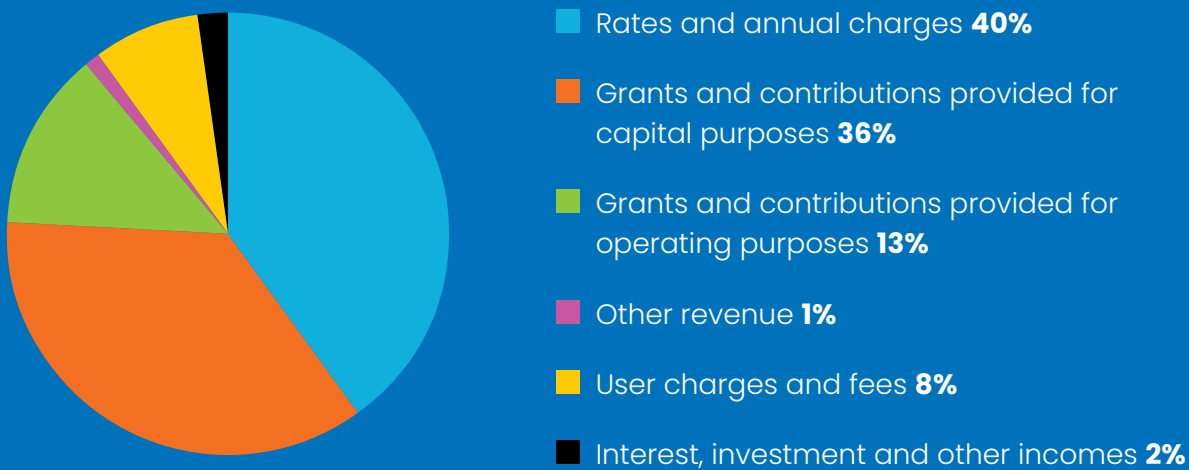 Rates and annual charges 40%
Grants and contributions provided for
capital purposes 36%
Grants and contributions provided for
operating purposes 13%
Other revenue 1%
User charges and fees 8%
Interest, investment and other incomes 2%